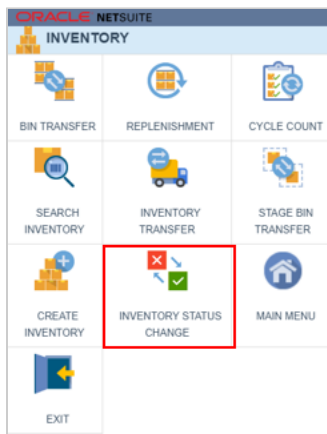 ORACLE NETSUITE
INVENTORY
BIN TRANSFER
REPLENISHMENT
CYCLE COUNT
SEARCH
INVENTORY
INVENTORY
TRANSFER
STAGE BIN
TRANSFER
CREATE
INVENTORY
INVENTORY STATUS
CHANGE
MAIN MENU
EXIT